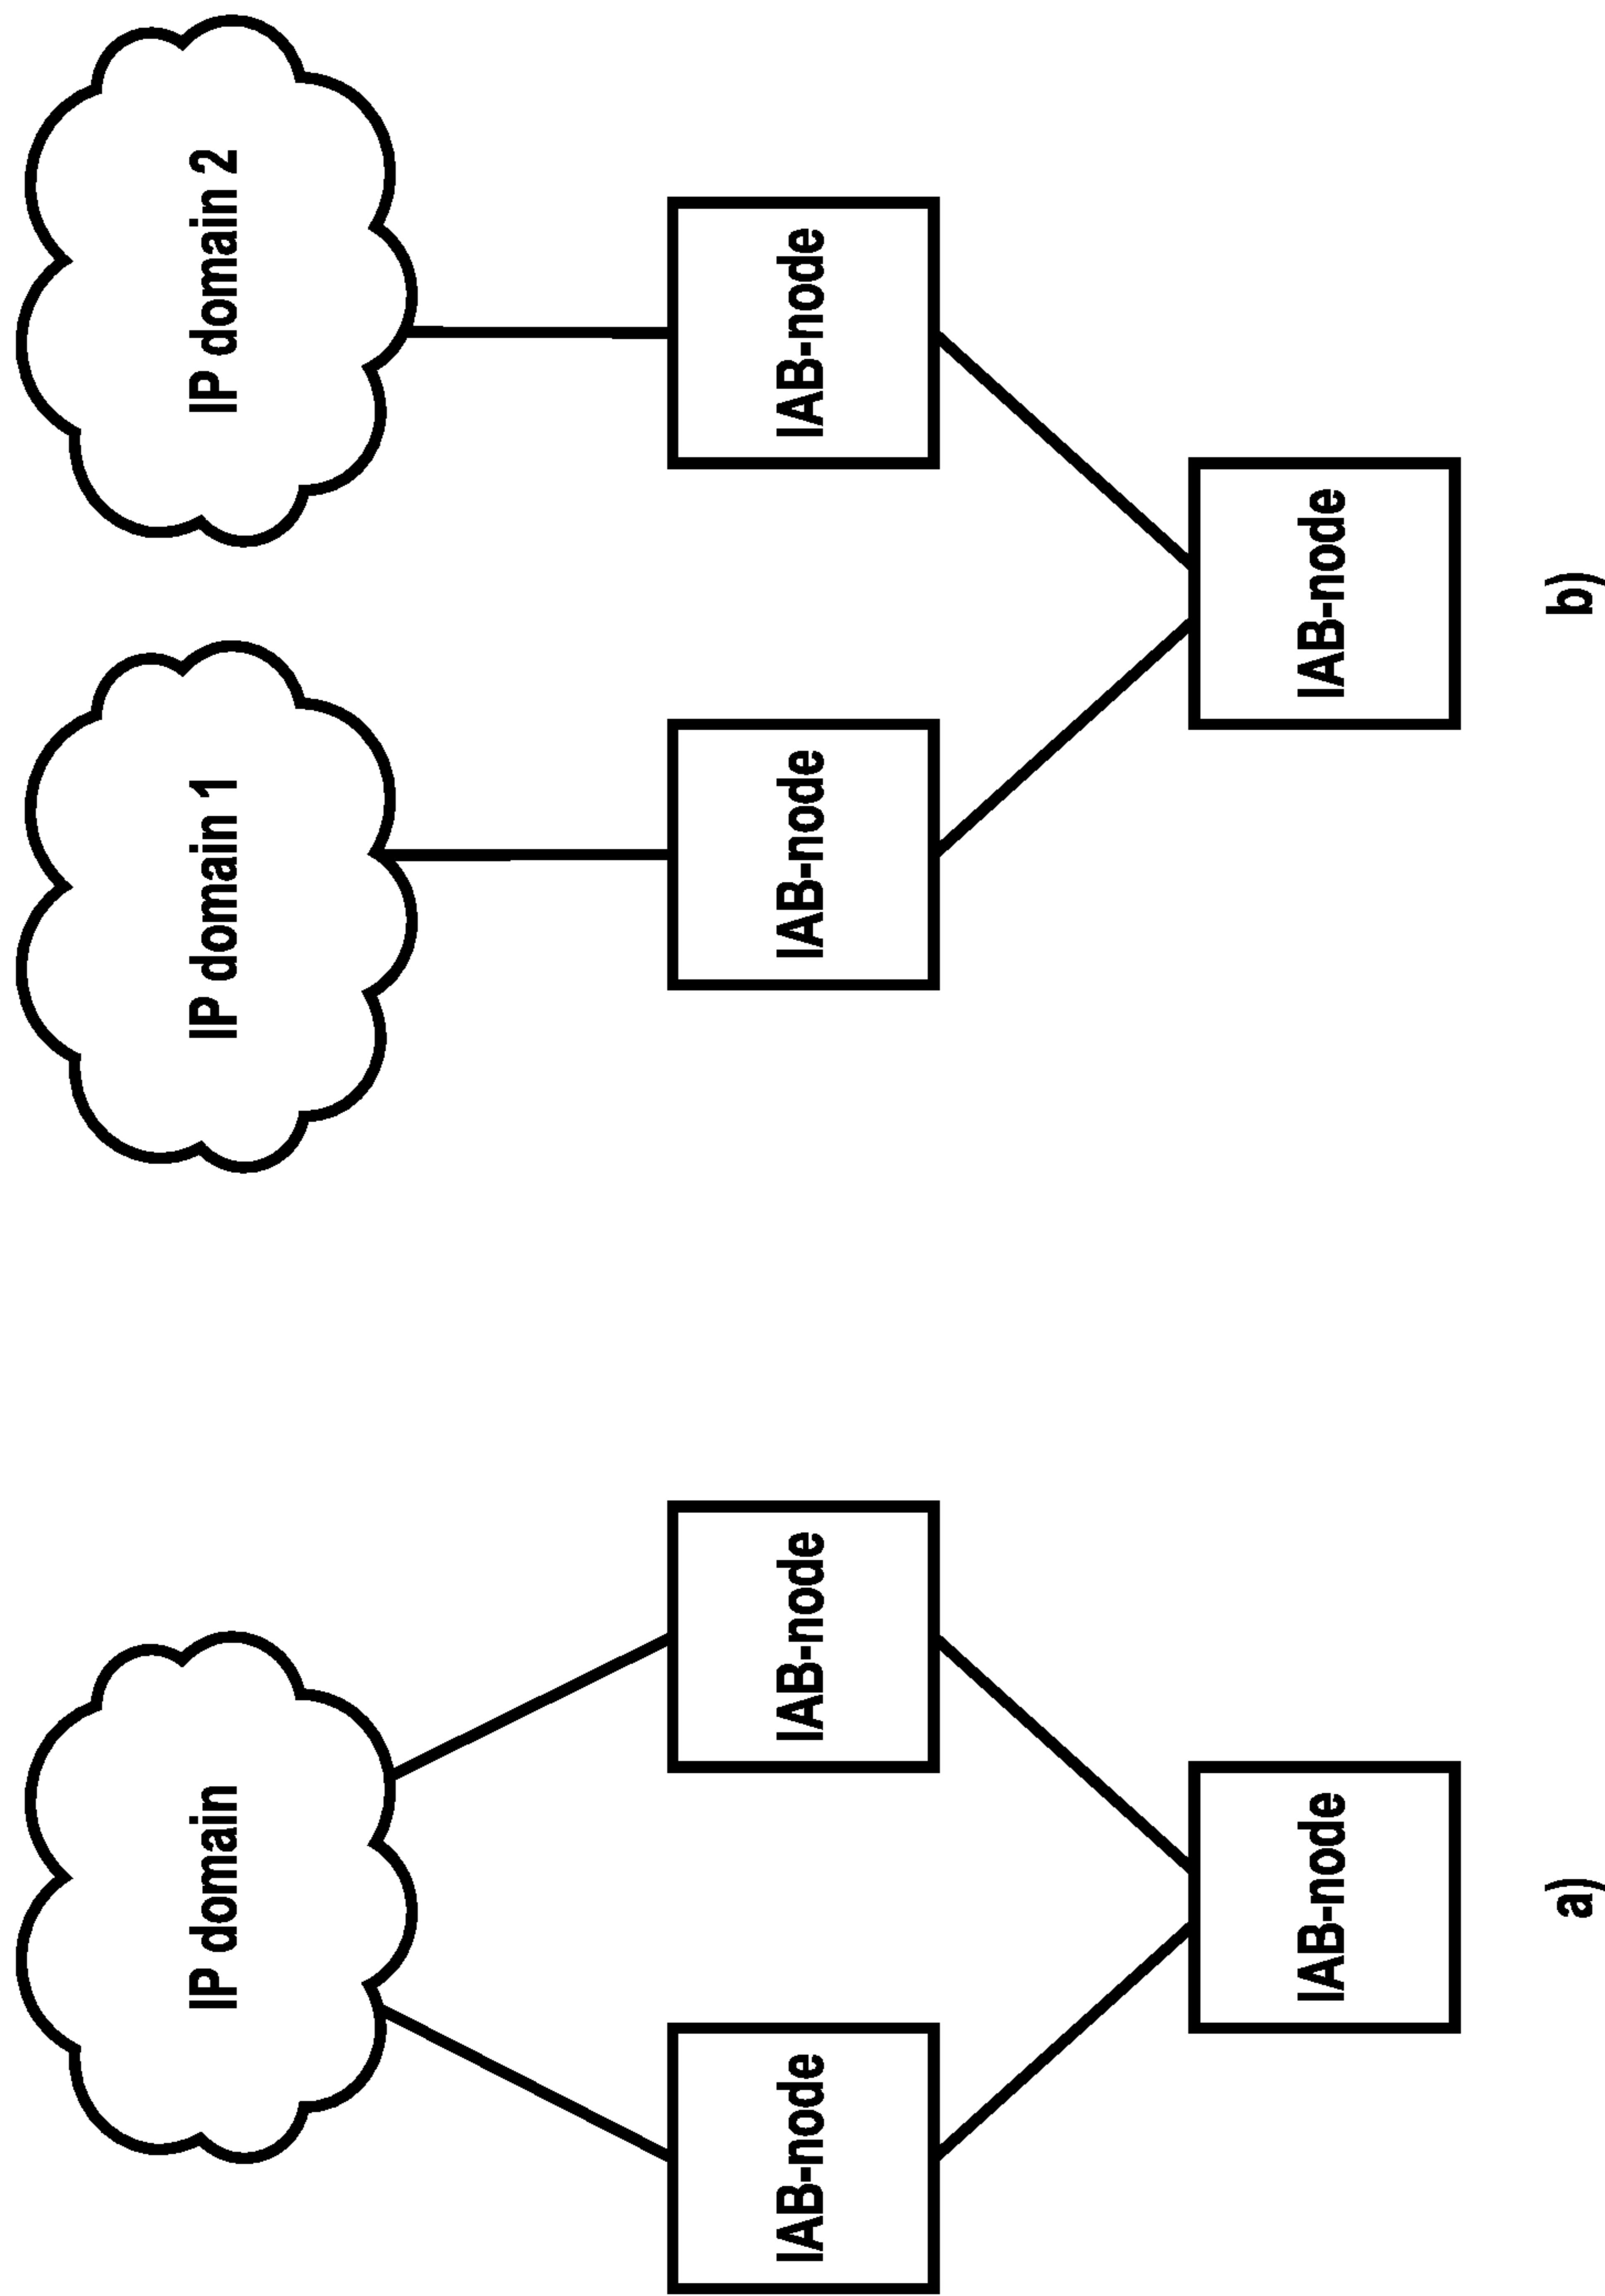 IP domain
IAB-node
IAB-node
IAB-node
a)
IP domain 1
IP domain 2
IAB-node
IAB-node
IAB-node
b)